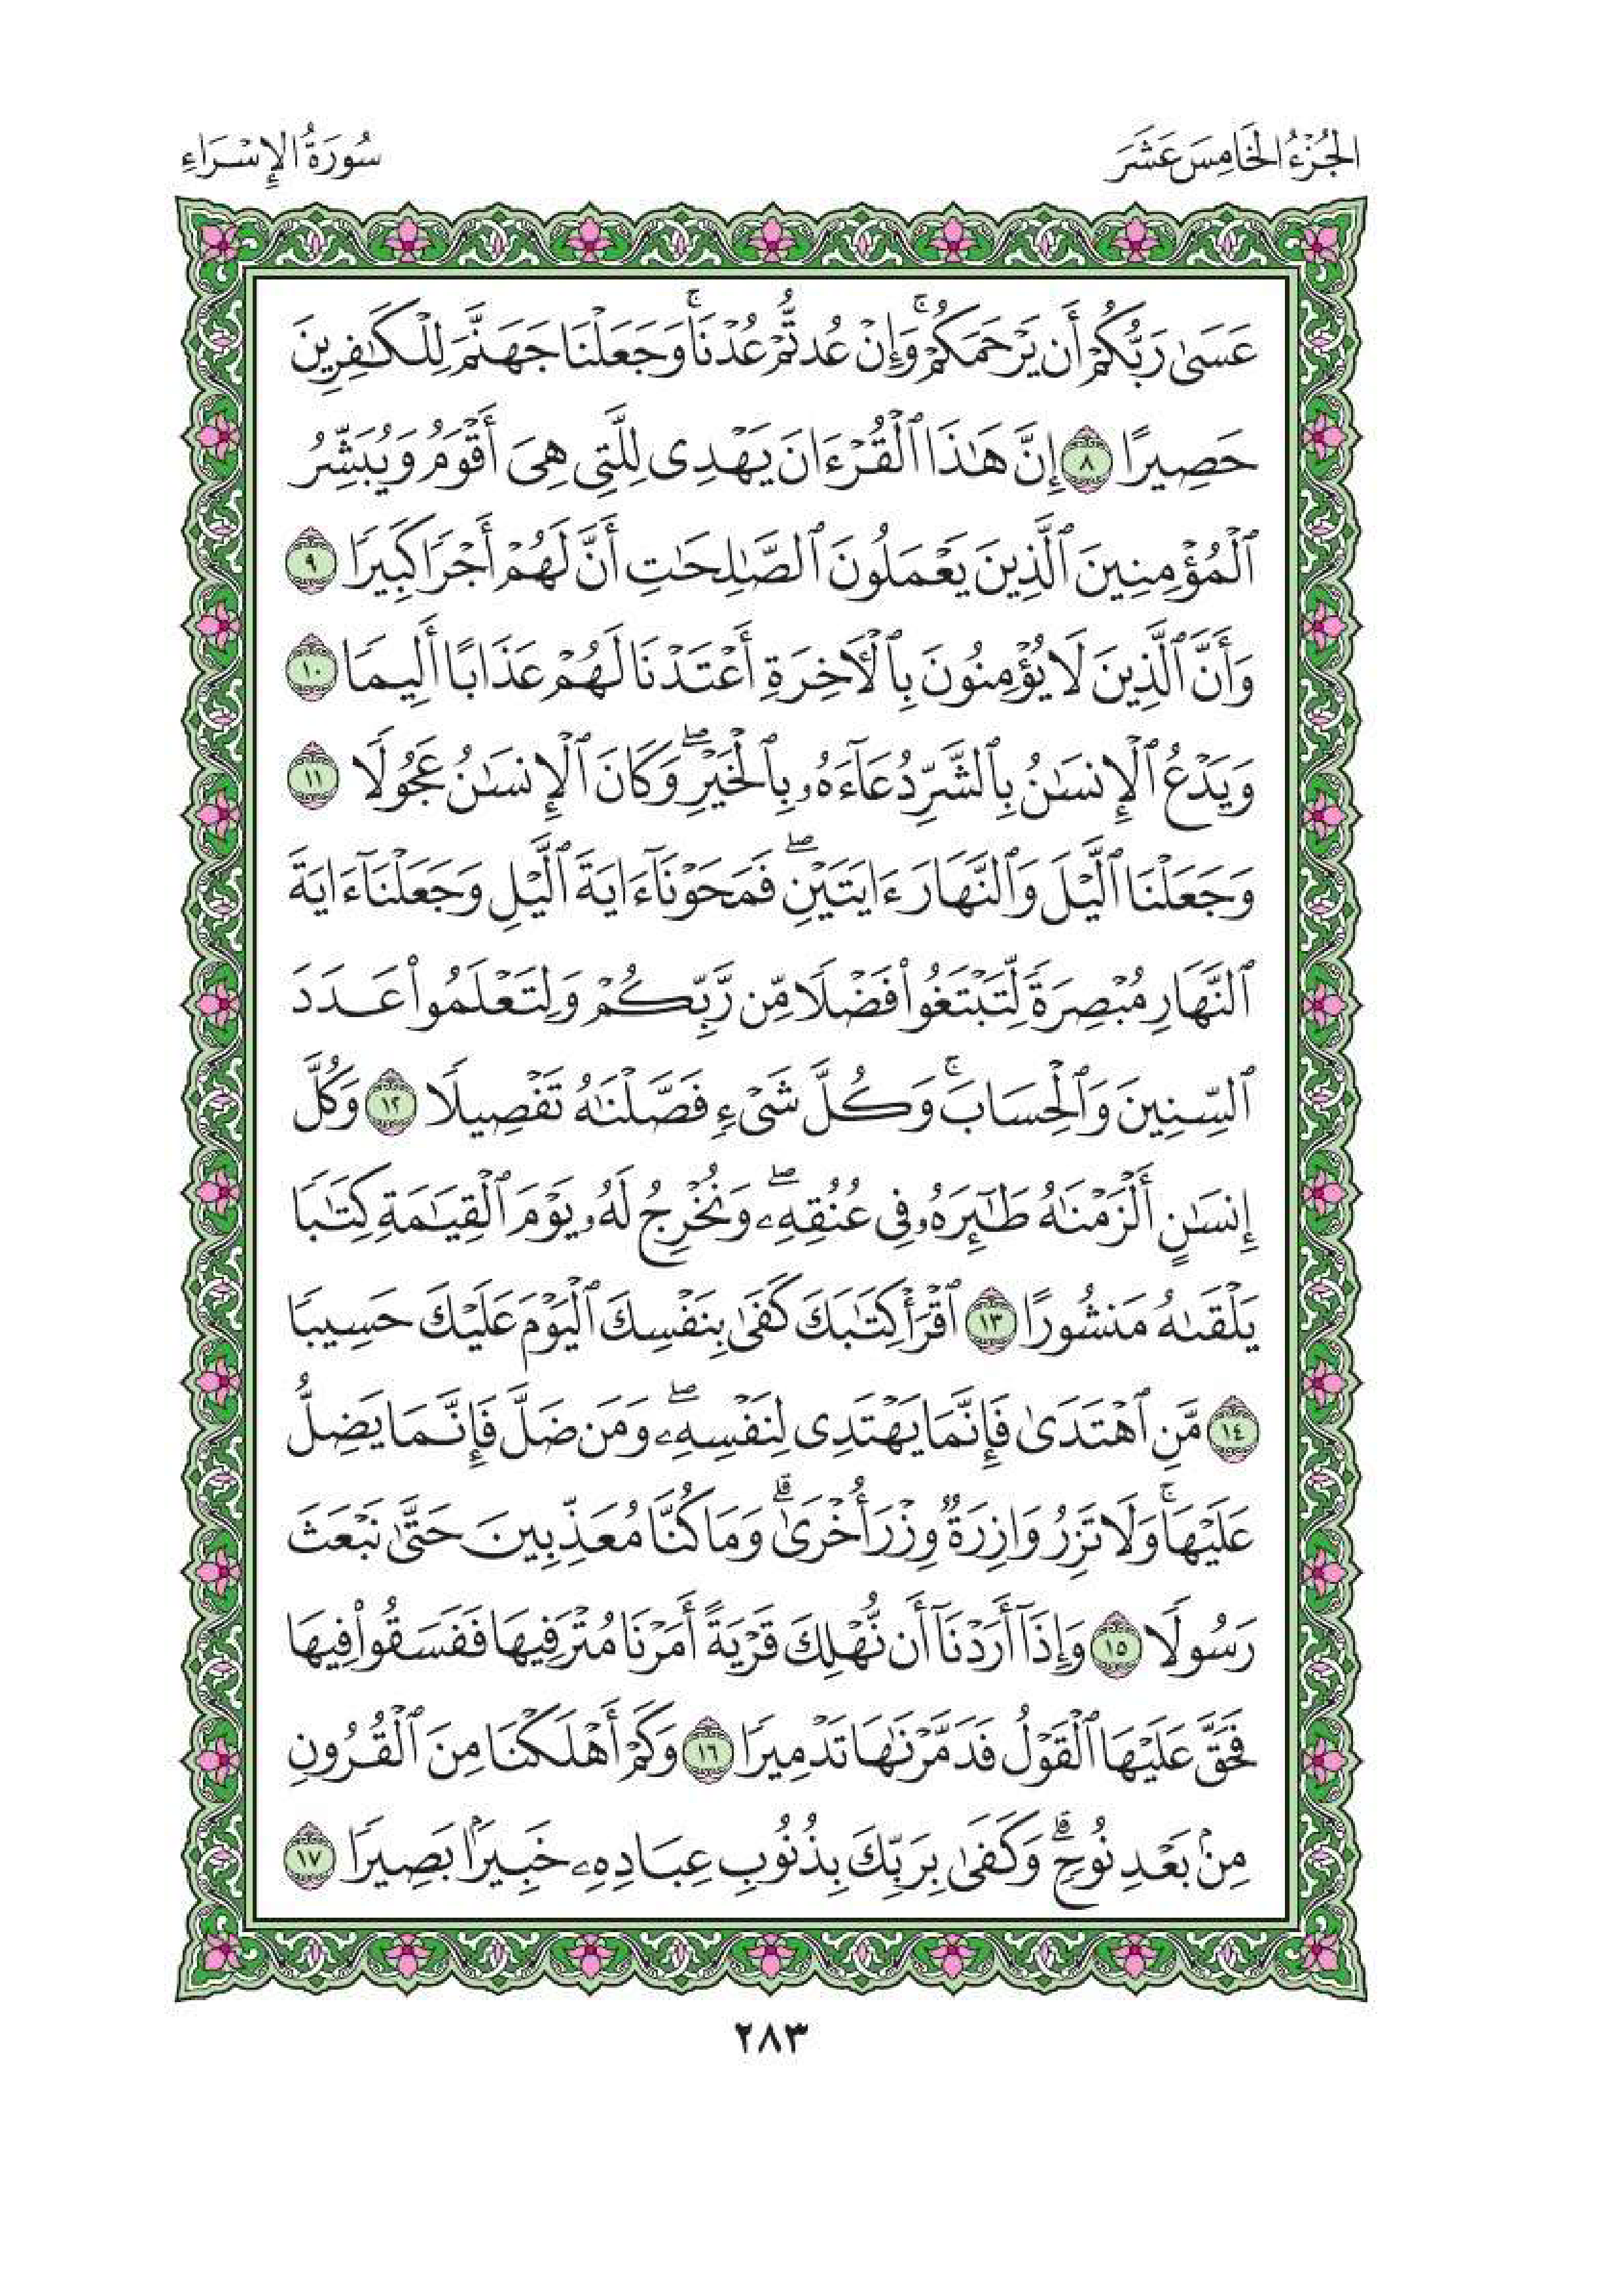 الجُزْءُ الخَامِسَ عَشَرَ
سُورَةُ الإِسْرَاءِ
عَسَىٰ رَبُّكُمْ أَن يَرْحَمَكُمْۚ وَإِنْ عُدتُّمْ عُدْنَاۚ وَجَعَلْنَا جَهَنَّمَ لِلْكَٰفِرِينَ
حَصِيرًا ٨ إِنَّ هَٰذَا ٱلْقُرْءَانَ يَهْدِى لِلَّتِى هِىَ أَقْوَمُ وَيُبَشِّرُ
ٱلْمُؤْمِنِينَ ٱلَّذِينَ يَعْمَلُونَ ٱلصَّٰلِحَٰتِ أَنَّ لَهُمْ أَجْرًا كَبِيرًا ٩
وَأَنَّ ٱلَّذِينَ لَا يُؤْمِنُونَ بِٱلْءَاخِرَةِ أَعْتَدْنَا لَهُمْ عَذَابًا أَلِيمًا ١٠
وَيَدْعُ ٱلْإِنسَٰنُ بِٱلشَّرِّ دُعَآءَهُۥ بِٱلْخَيْرِۖ وَكَانَ ٱلْإِنسَٰنُ عَجُولًا ١١
وَجَعَلْنَا ٱلَّيْلَ وَٱلنَّهَارَ ءَايَتَيْنِۖ فَمَحَوْنَآ ءَايَةَ ٱلَّيْلِ وَجَعَلْنَآ ءَايَةَ
ٱلنَّهَارِ مُبْصِرَةً لِّتَبْتَغُوا۟ فَضْلًا مِّن رَّبِّكُمْ وَلِتَعْلَمُوا۟ عَدَدَ
ٱلسِّنِينَ وَٱلْحِسَابَۚ وَكُلَّ شَىْءٍ فَصَّلْنَٰهُ تَفْصِيلًا ١٢ وَكُلَّ
إِنسَٰنٍ أَلْزَمْنَٰهُ طَٰٓئِرَهُۥ فِى عُنُقِهِۦۖ وَنُخْرِجُ لَهُۥ يَوْمَ ٱلْقِيَٰمَةِ كِتَٰبًا
يَلْقَىٰهُ مَنشُورًا ١٣ ٱقْرَأْ كِتَٰبَكَ كَفَىٰ بِنَفْسِكَ ٱلْيَوْمَ عَلَيْكَ حَسِيبًا
١٤ مَّنِ ٱهْتَدَىٰ فَإِنَّمَا يَهْتَدِى لِنَفْسِهِۦۖ وَمَن ضَلَّ فَإِنَّمَا يَضِلُّ
عَلَيْهَاۚ وَلَا تَزِرُ وَازِرَةٌ وِزْرَ أُخْرَىٰۗ وَمَا كُنَّا مُعَذِّبِينَ حَتَّىٰ نَبْعَثَ
رَسُولًا ١٥ وَإِذَآ أَرَدْنَآ أَن نُّهْلِكَ قَرْيَةً أَمَرْنَا مُتْرَفِيهَا فَفَسَقُوا۟ فِيهَا
فَحَقَّ عَلَيْهَا ٱلْقَوْلُ فَدَمَّرْنَٰهَا تَدْمِيرًا ١٦ وَكَمْ أَهْلَكْنَا مِنَ ٱلْقُرُونِ
مِنۢ بَعْدِ نُوحٍۗ وَكَفَىٰ بِرَبِّكَ بِذُنُوبِ عِبَادِهِۦ خَبِيرًۢا بَصِيرًا ١٧
٢٨٣